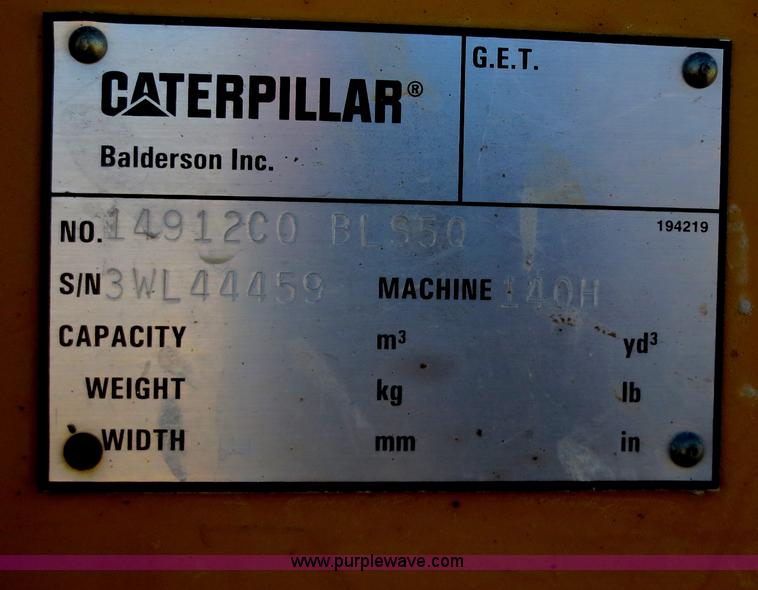 CATERPILLAR®
Balderson Inc.
G.E.T.
NO. 14912C0 BLS5Q
194219
S/N 3WL44459 MACHINE 140H
CAPACITY m³ yd³
WEIGHT kg lb
WIDTH mm in
www.purplewave.com